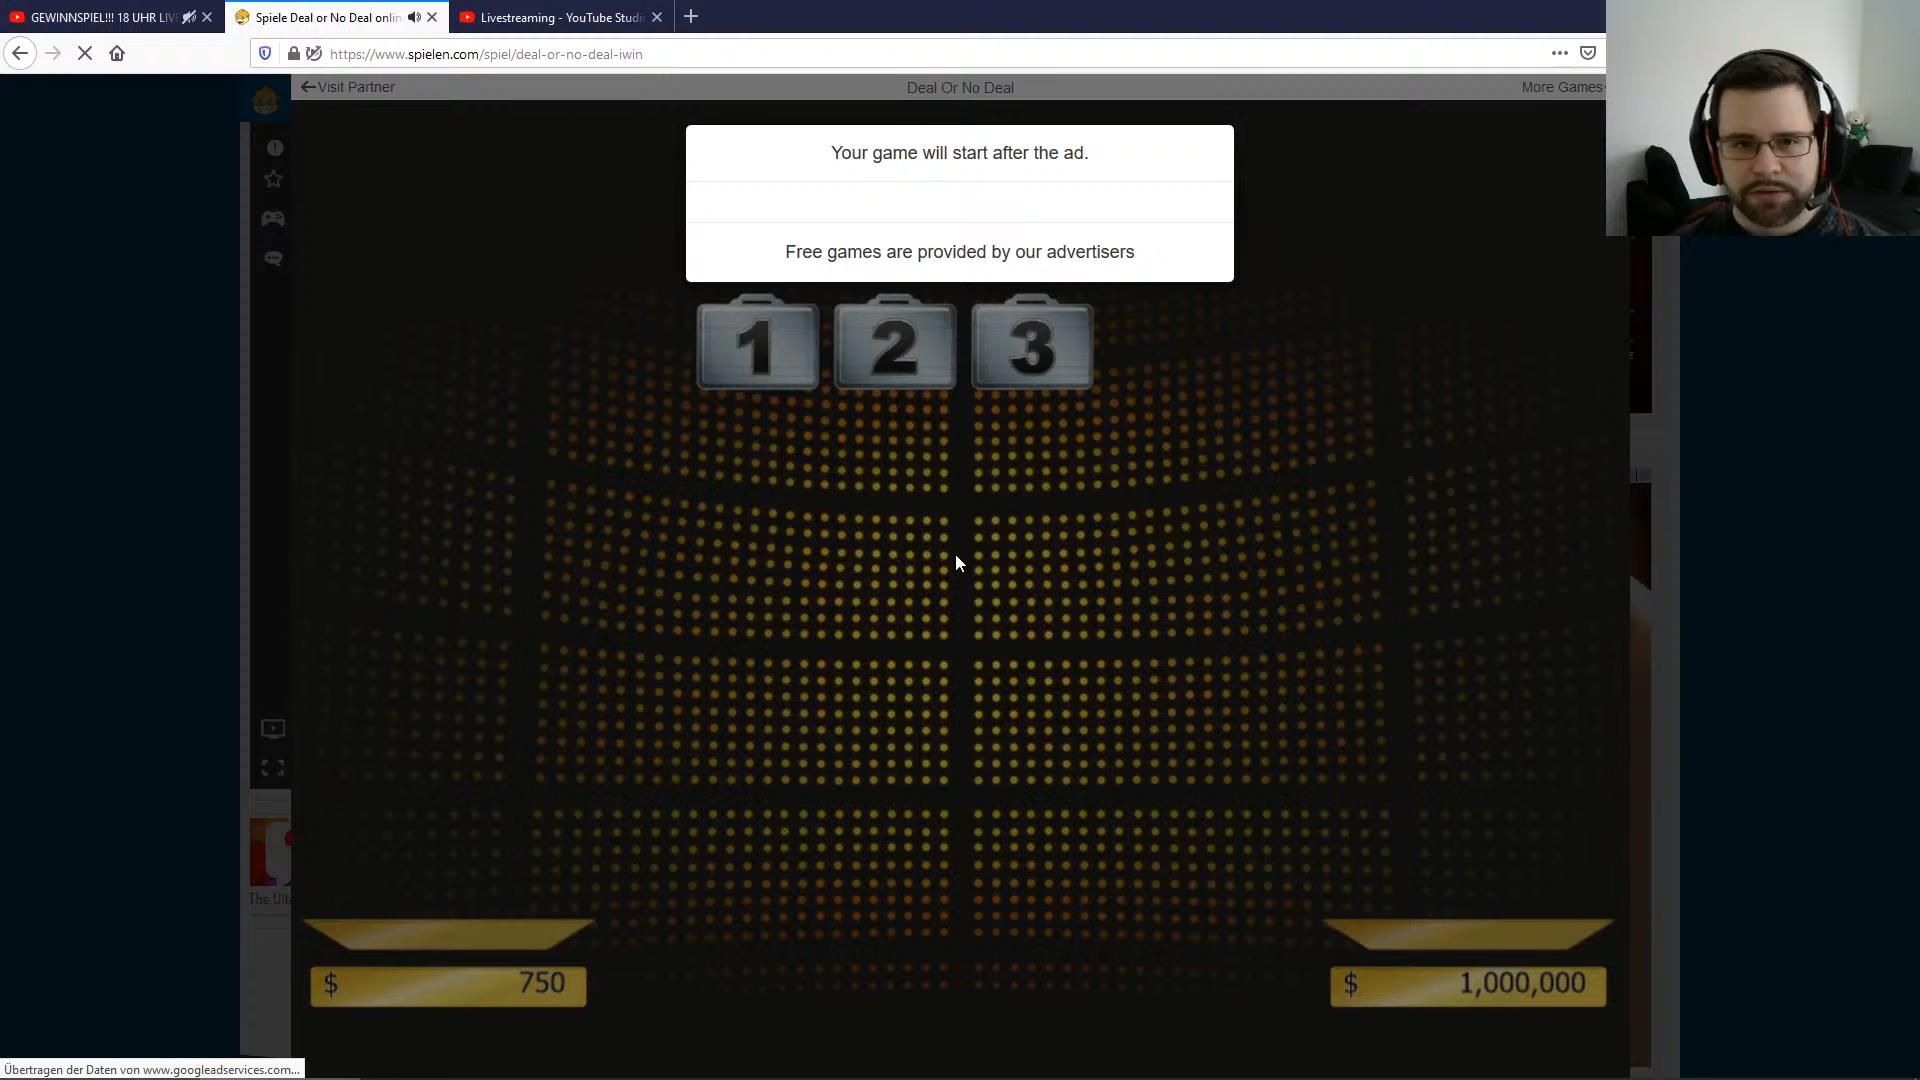 GEWINNSPIEL!!! 18 UHR LIV
Spiele Deal or No Deal onlin
Livestreaming - YouTube Studi
https://www.spielen.com/spiel/deal-or-no-deal-iwin
Visit Partner
Deal Or No Deal
More Games
Your game will start after the ad.
Free games are provided by our advertisers
1 2 3
The Ult
$ 750
$ 1,000,000
Übertragen der Daten von www.googleadservices.com...